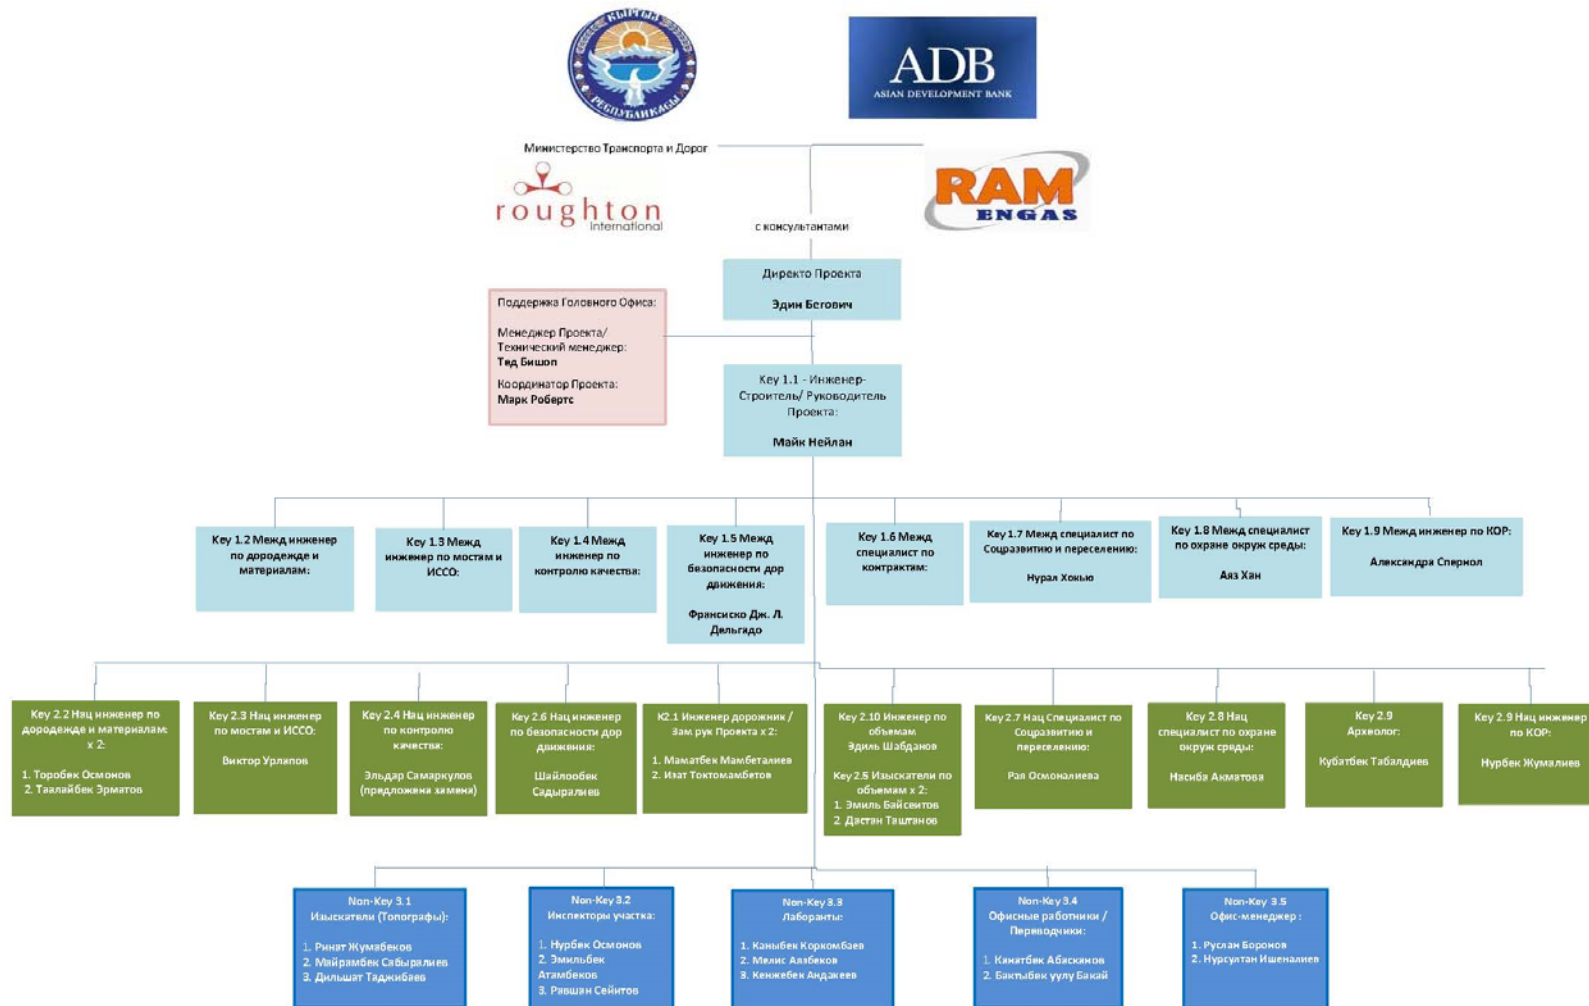 КЫРГЫЗ
РЕСПУБЛИКАСЫ
ADB
ASIAN DEVELOPMENT BANK
Министерство Транспорта и Дорог
roughton
international
RAM
ENGAS
с консультантами
Директо Проекта
Эдин Бегович
Поддержка Головного Офиса:
Менеджер Проекта/
Технический менеджер:
Тед Бишоп
Координатор Проекта:
Марк Робертс
Key 1.1 - Инженер-
Строитель/ Руководитель
Проекта:
Майк Нейлан
Key 1.2 Межд инженер
по дородежде и
материалам:
Key 1.3 Межд
инженер по мостам и
ИССО:
Key 1.4 Межд
инженер по
контролю качества:
Key 1.5 Межд
инженер по
безопасности дор
движения:
Франсиско Дж. Л.
Дельгадо
Key 1.6 Межд
специалист по
контрактам:
Key 1.7 Межд специалист по
Соцразвитию и переселению:
Нурал Хокью
Key 1.8 Межд специалист
по охране окруж среды:
Аяз Хан
Key 1.9 Межд инженер по КОР:
Александра Спернол
Key 2.2 Нац инженер по
дородежде и материалам:
x 2:
1. Торобек Осмонов
2. Таалайбек Эрматов
Key 2.3 Нац инженер
по мостам и ИССО:
Виктор Урлапов
Key 2.4 Нац инженер
по контролю
качества:
Эльдар Самаркулов
(предложена замена)
Key 2.6 Нац инженер
по безопасности дор
движения:
Шайлообек
Садыралиев
К2.1 Инженер дорожник /
Зам рук Проекта x 2:
1. Маматбек Мамбеталиев
2. Изат Токтомамбетов
Key 2.10 Инженер по
объемам
Эдиль Шабданов
Key 2.5 Изыскатели по
объемам x 2:
1. Эмиль Байсеитов
2. Дастан Таштанов
Key 2.7 Нац Специалист по
Соцразвитию и
переселению:
Рая Осмоналиева
Key 2.8 Нац
специалист по охране
окруж среды:
Насиба Акматова
Key 2.9
Археолог:
Кубатбек Табалдиев
Key 2.9 Нац инженер
по КОР:
Нурбек Жумалиев
Non-Key 3.1
Изыскатели (Топографы):
1. Ринат Жумабеков
2. Майрамбек Сабыралиев
3. Дильшат Таджибаев
Non-Key 3.2
Инспекторы участка:
1. Нурбек Осмонов
2. Эмильбек
Атамбеков
3. Равшан Сейитов
Non-Key 3.3
Лаборанты:
1. Каныбек Коркомбаев
2. Мелис Алябеков
3. Кенжебек Андакеев
Non-Key 3.4
Офисные работники /
Переводчики:
1. Канатбек Абасканов
2. Бактыбек уулу Бакай
Non-Key 3.5
Офис-менеджер :
1. Руслан Боронов
2. Нурсултан Ишеналиев